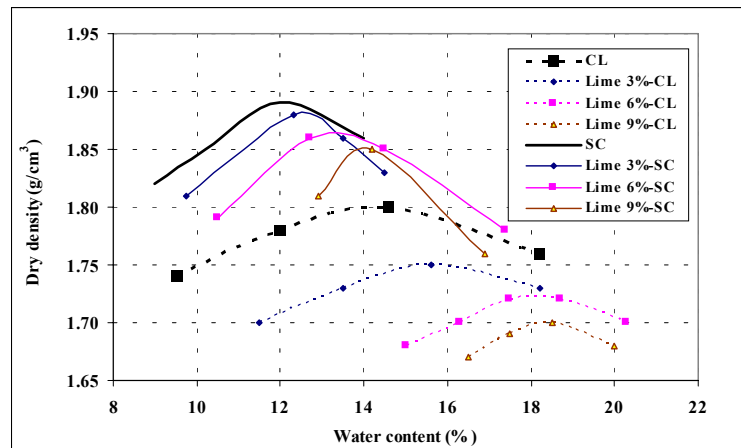 1.95
1.90
1.85
1.80
1.75
1.70
1.65
Dry density (g/cm³)
8 10 12 14 16 18 20 22
Water content (%)
CL
Lime 3%-CL
Lime 6%-CL
Lime 9%-CL
SC
Lime 3%-SC
Lime 6%-SC
Lime 9%-SC